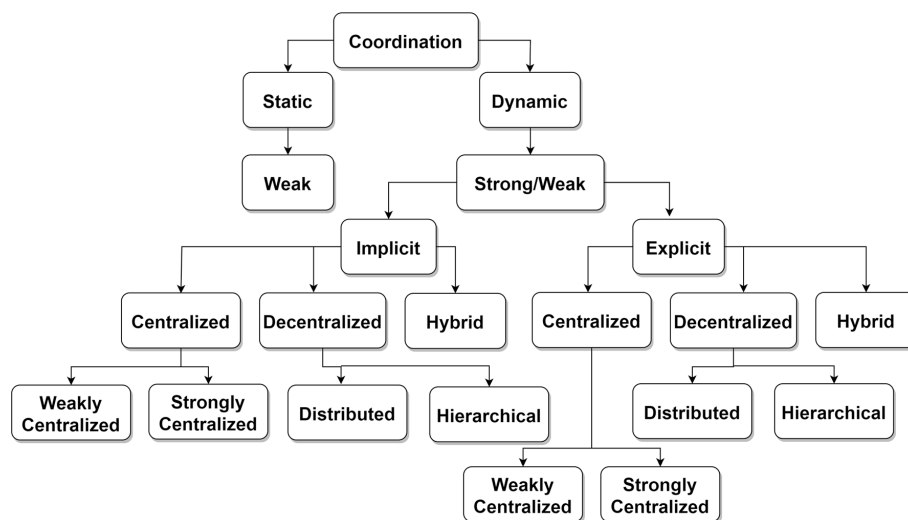 Coordination
Static
Dynamic
Weak
Strong/Weak
Implicit
Explicit
Centralized
Decentralized
Hybrid
Centralized
Decentralized
Hybrid
Weakly
Centralized
Strongly
Centralized
Distributed
Hierarchical
Distributed
Hierarchical
Weakly
Centralized
Strongly
Centralized